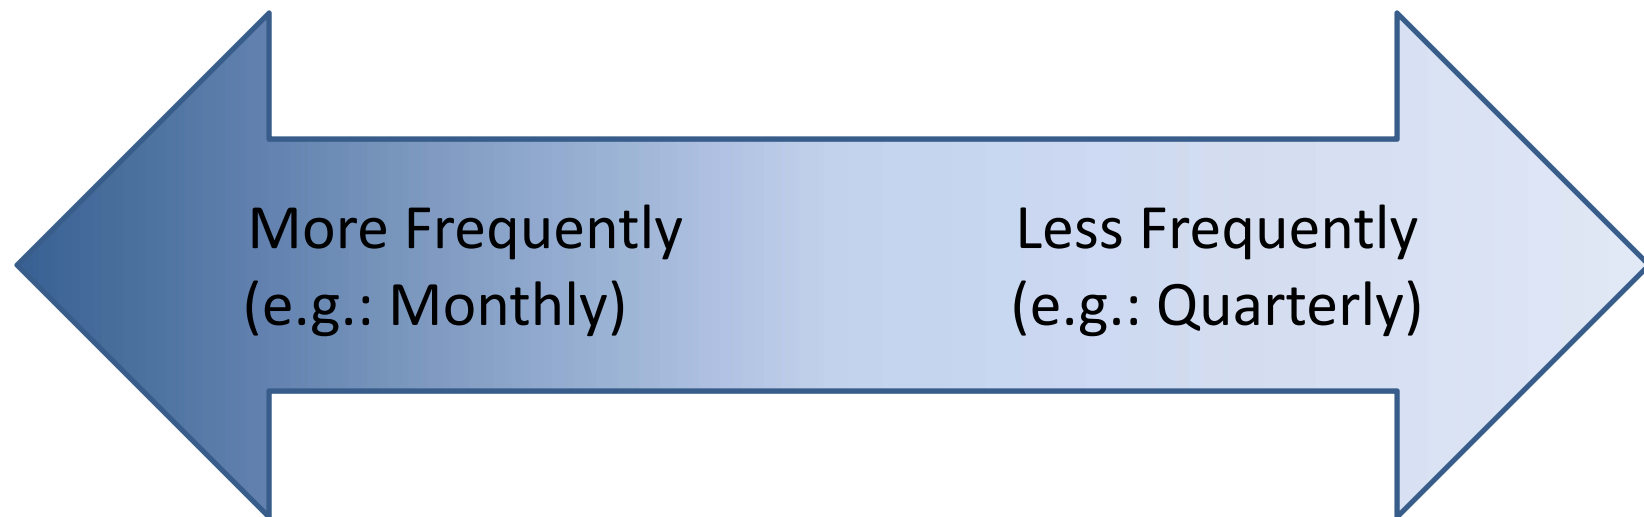 More Frequently
(e.g.: Monthly)
Less Frequently
(e.g.: Quarterly)